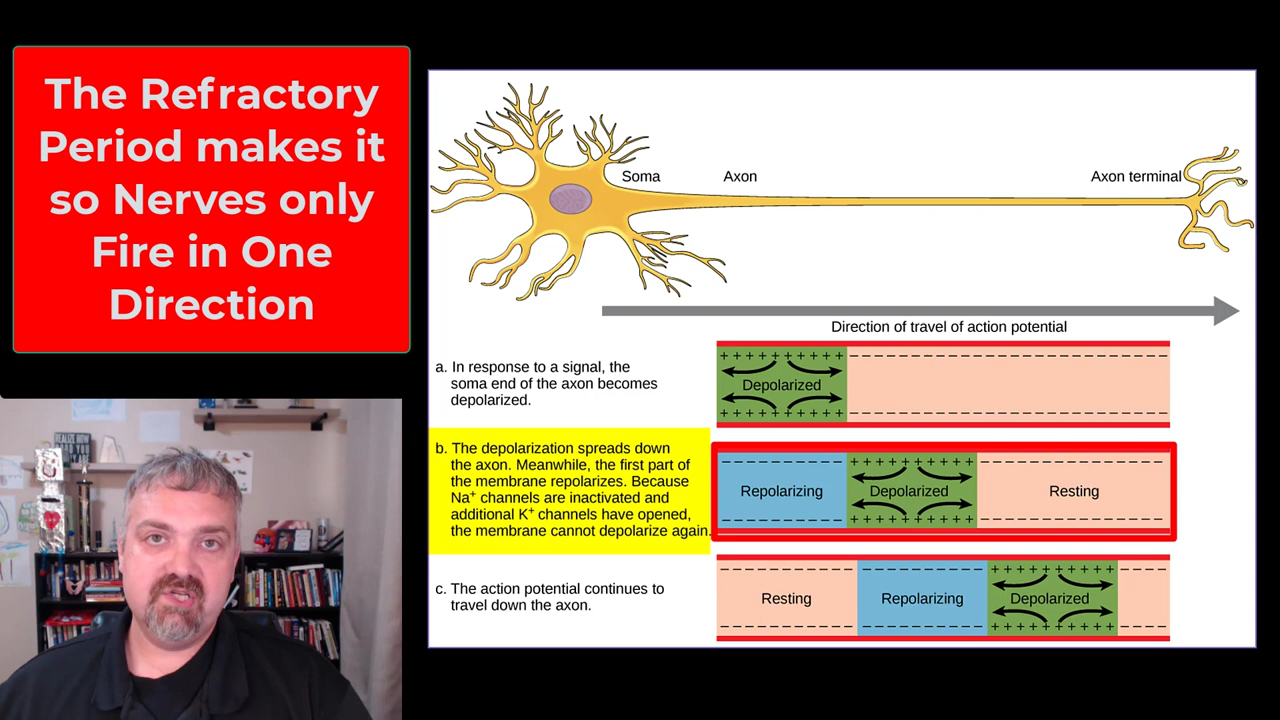 The Refractory
Period makes it
so Nerves only
Fire in One
Direction
Soma
Axon
Axon terminal
Direction of travel of action potential
a. In response to a signal, the
soma end of the axon becomes
depolarized.
+ + + + + + + + + +
Depolarized
+ + + + + + + + + +
b. The depolarization spreads down
the axon. Meanwhile, the first part of
the membrane repolarizes. Because
Na⁺ channels are inactivated and
additional K⁺ channels have opened,
the membrane cannot depolarize again.
+ + + + + + + + + +
Repolarizing
Depolarized
Resting
+ + + + + + + + + +
c. The action potential continues to
travel down the axon.
+ + + + + + + + + +
Resting
Repolarizing
Depolarized
+ + + + + + + + + +